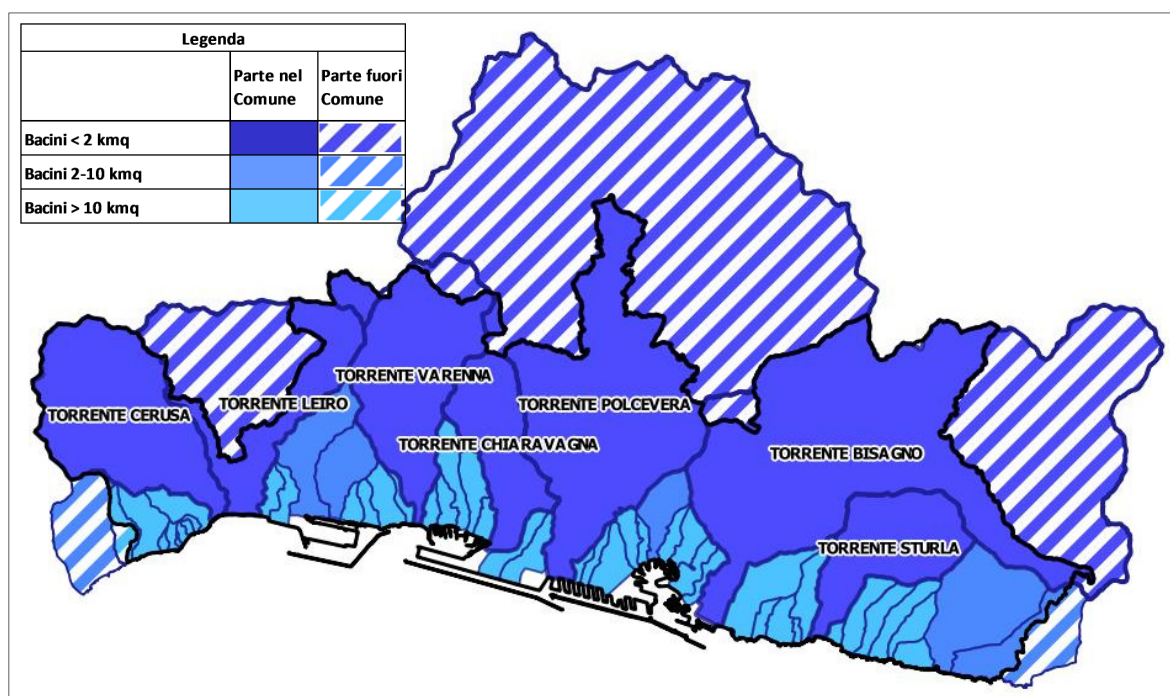 Legenda
Parte nel Comune
Parte fuori Comune
Bacini < 2 kmq
Bacini 2-10 kmq
Bacini > 10 kmq
TORRENTE VARENNA
TORRENTE CERUSA
TORRENTE LEIRO
TORRENTE POLCEVERA
TORRENTE CHIARAVAGNA
TORRENTE BISAGNO
TORRENTE STURLA